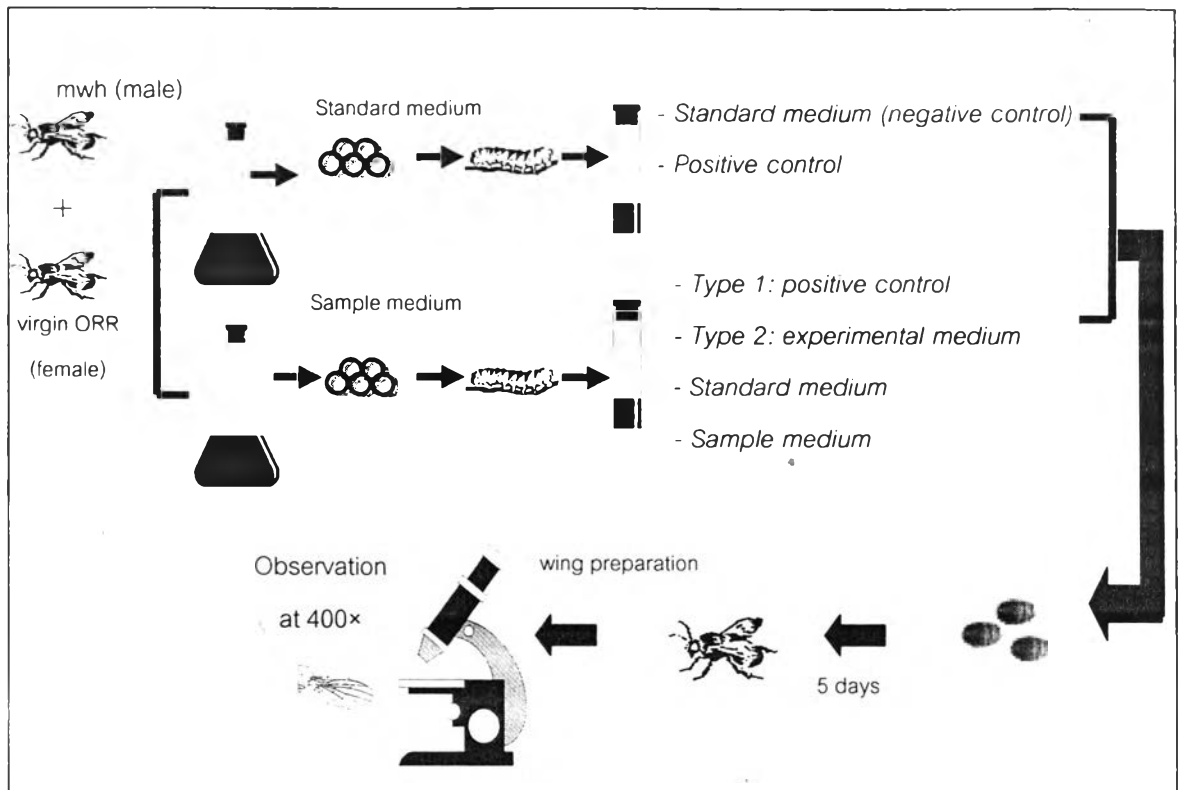 mwh (male)
+
virgin ORR
(female)
Standard medium
- Standard medium (negative control)
- Positive control
Sample medium
- Type 1: positive control
- Type 2: experimental medium
- Standard medium
- Sample medium
5 days
wing preparation
Observation
at 400×